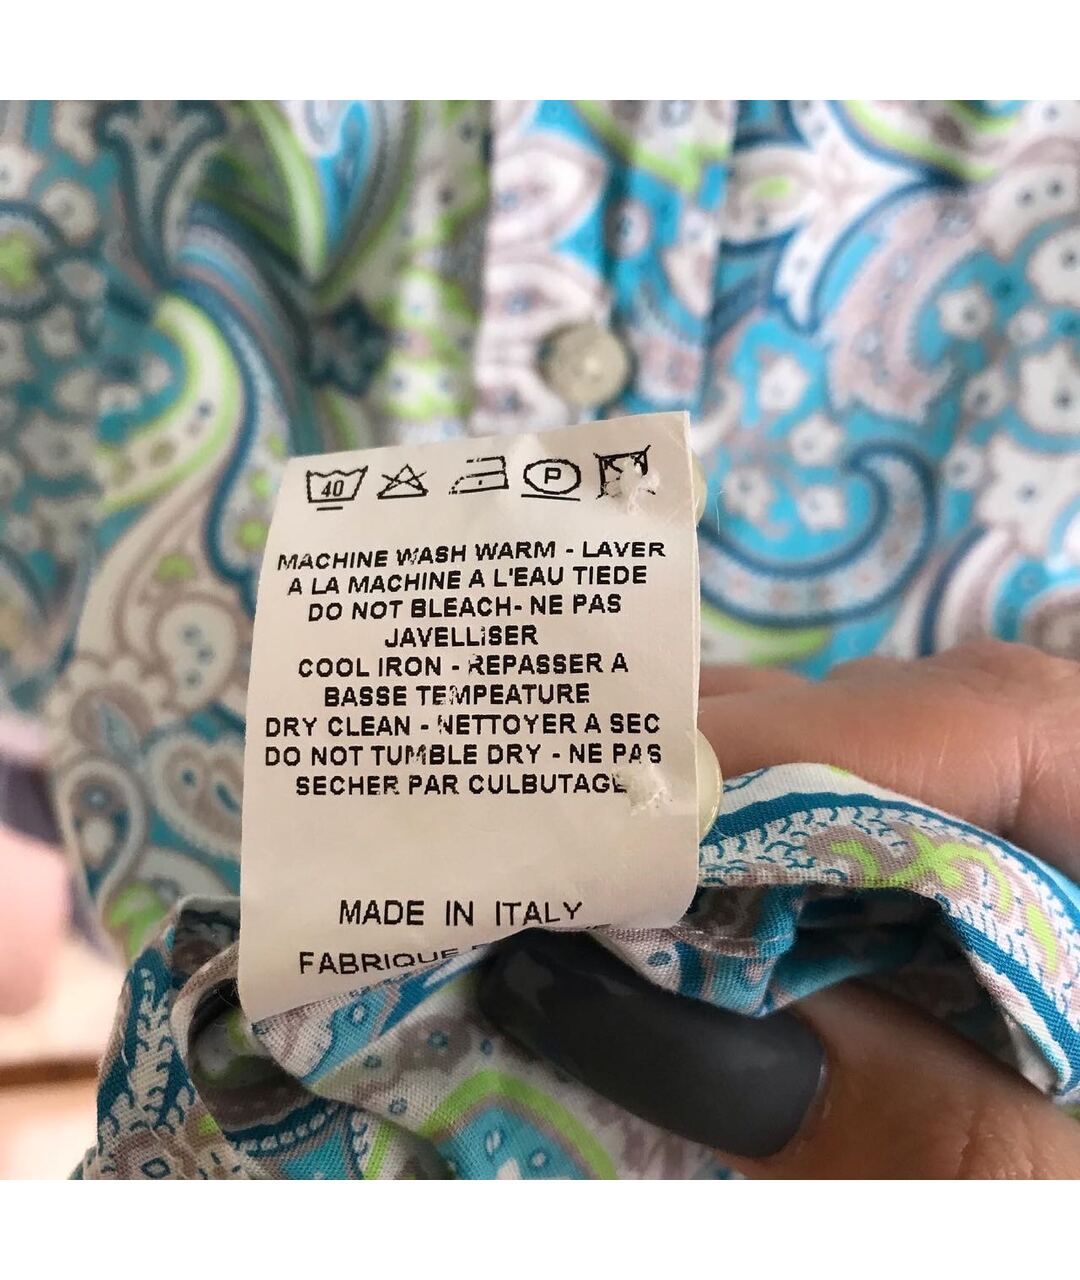 40 P
MACHINE WASH WARM - LAVER
A LA MACHINE A L'EAU TIEDE
DO NOT BLEACH- NE PAS
JAVELLISER
COOL IRON - REPASSER A
BASSE TEMPEATURE
DRY CLEAN - NETTOYER A SEC
DO NOT TUMBLE DRY - NE PAS
SECHER PAR CULBUTAGE
MADE IN ITALY
FABRIQUE